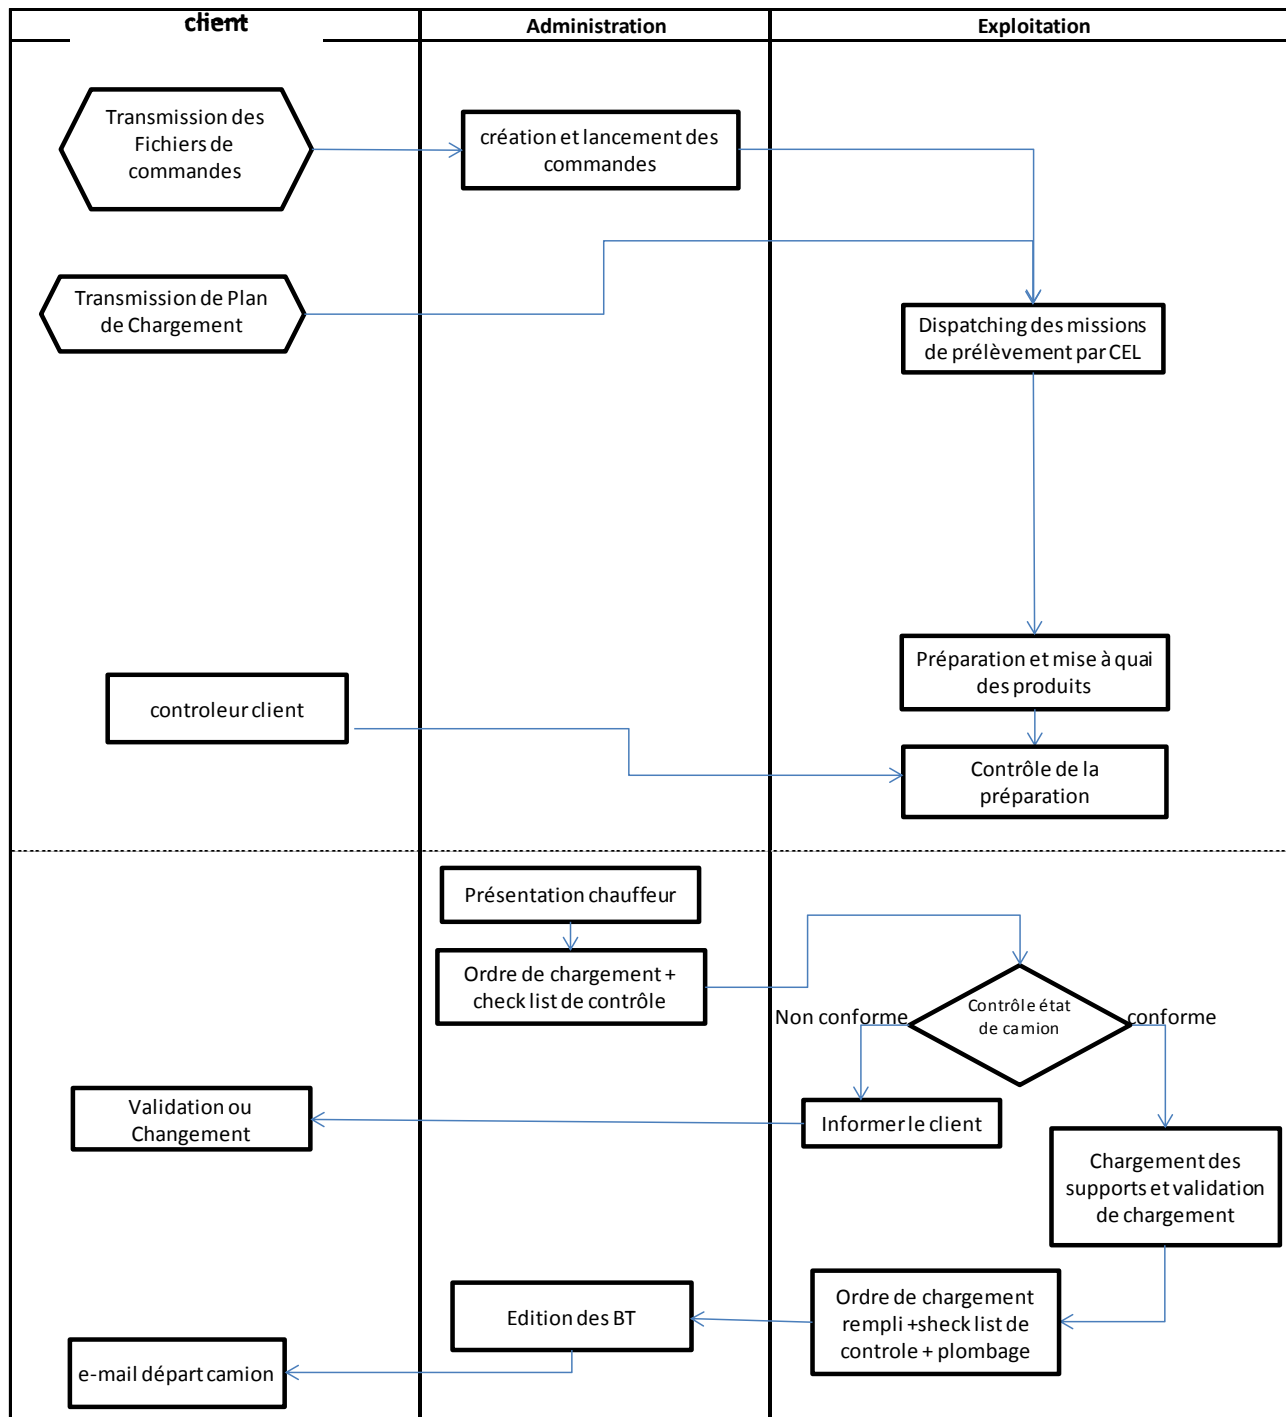 client
Administration
Exploitation
Transmission des
Fichiers de
commandes
création et lancement des
commandes
Transmission de Plan
de Chargement
Dispatching des missions
de prélèvement par CEL
Préparation et mise à quai
des produits
controleur client
Contrôle de la
préparation
Présentation chauffeur
Ordre de chargement +
check list de contrôle
Contrôle état
de camion
Non conforme
conforme
Validation ou
Changement
Informer le client
Chargement des
supports et validation
de chargement
Ordre de chargement
rempli +sheck list de
controle + plombage
Edition des BT
e-mail départ camion